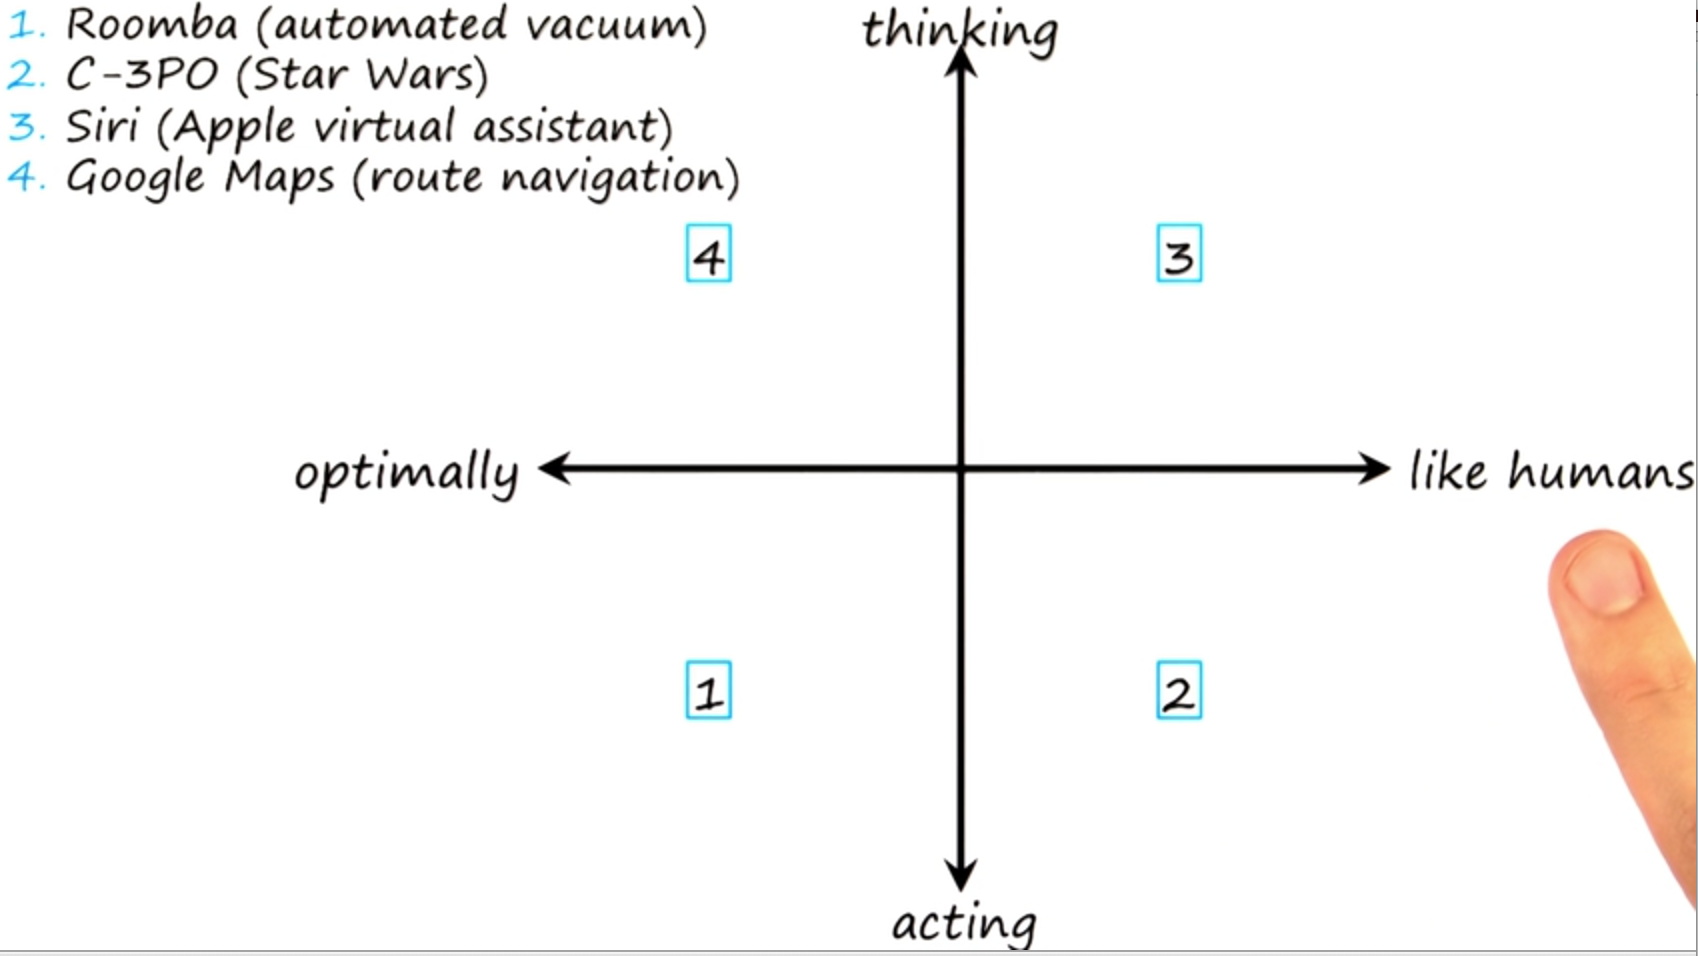 1. Roomba (automated vacuum)
2. C-3PO (Star Wars)
3. Siri (Apple virtual assistant)
4. Google Maps (route navigation)
thinking
4
3
optimally
like humans
1
2
acting